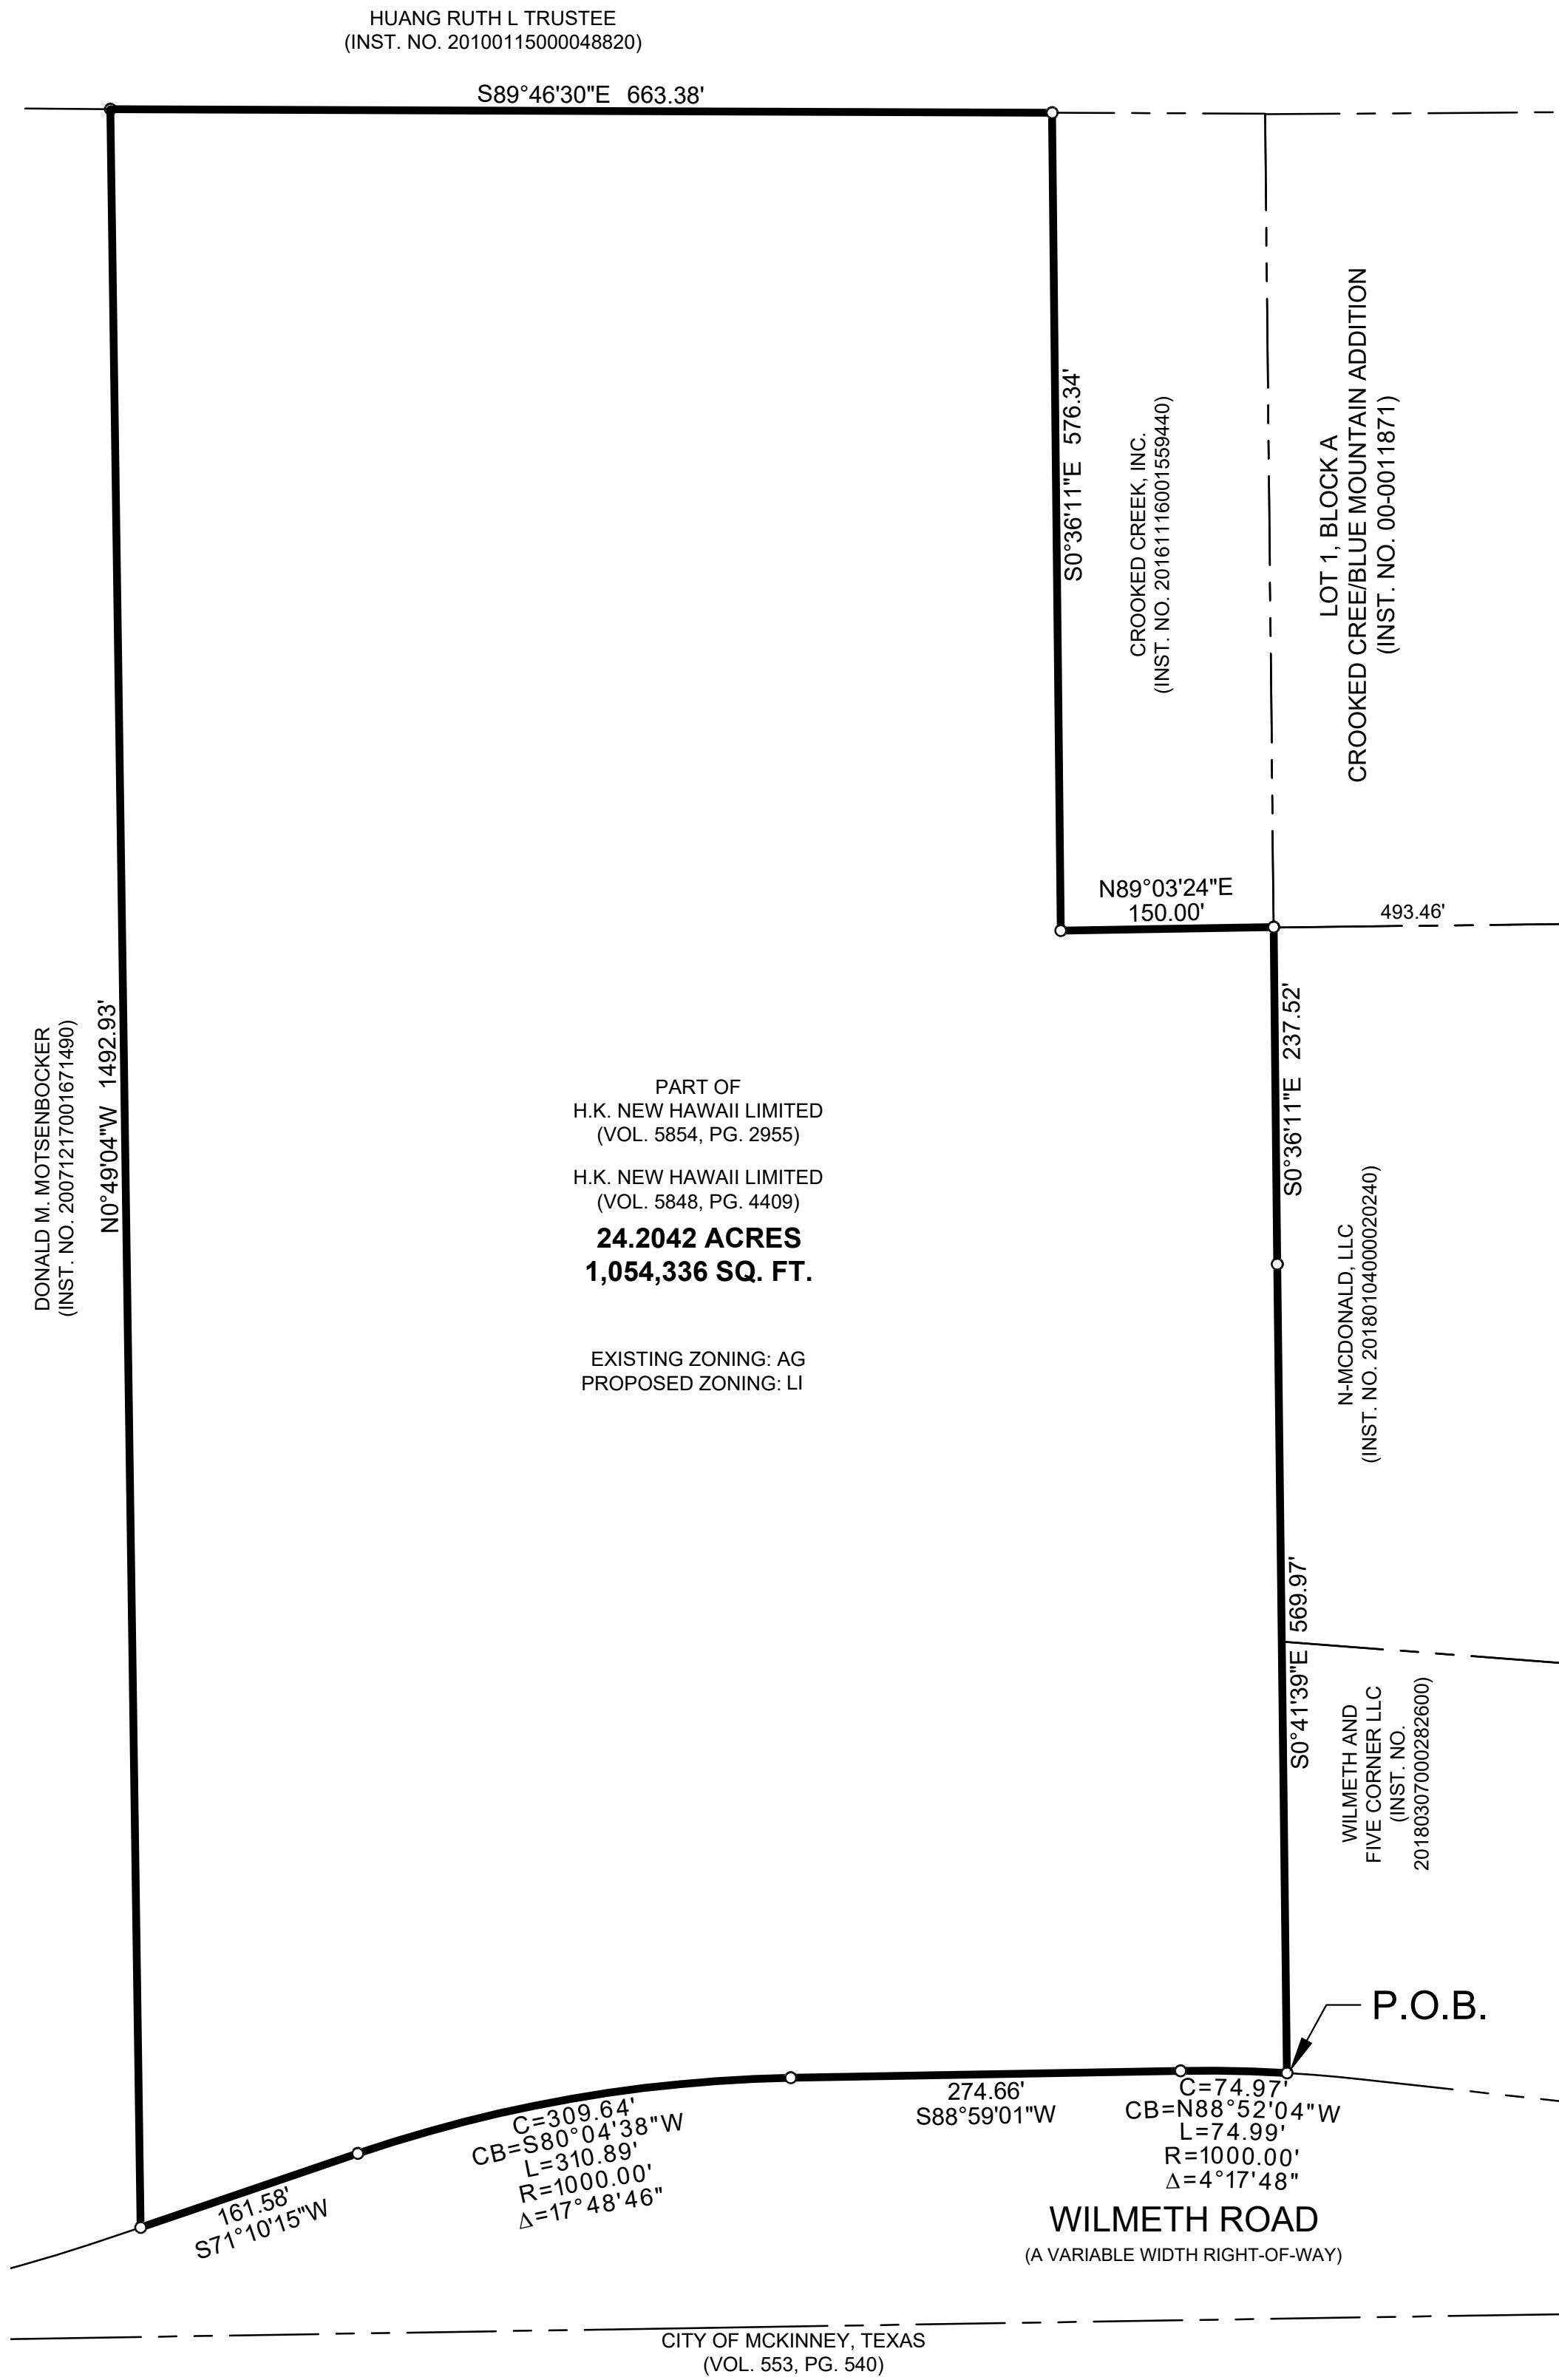 HUANG RUTH L TRUSTEE
(INST. NO. 20100115000048820)
S89°46'30"E 663.38'
S0°36'11"E 576.34'
CROOKED CREEK, INC.
(INST. NO. 20161116001559440)
LOT 1, BLOCK A
CROOKED CREE/BLUE MOUNTAIN ADDITION
(INST. NO. 00-0011871)
N89°03'24"E
150.00'
493.46'
DONALD M. MOTSENBOCKER
(INST. NO. 20071217001671490)
N0°49'04"W 1492.93'
PART OF
H.K. NEW HAWAII LIMITED
(VOL. 5854, PG. 2955)
H.K. NEW HAWAII LIMITED
(VOL. 5848, PG. 4409)
24.2042 ACRES
1,054,336 SQ. FT.
EXISTING ZONING: AG
PROPOSED ZONING: LI
S0°36'11"E 237.52'
N-MCDONALD, LLC
(INST. NO. 20180104000020240)
S0°41'39"E 569.97'
WILMETH AND
FIVE CORNER LLC
(INST. NO.
20180307000282600)
P.O.B.
161.58'
S71°10'15"W
C=309.64'
CB=S80°04'38"W
L=310.89'
R=1000.00'
Δ=17°48'46"
274.66'
S88°59'01"W
C=74.97'
CB=N88°52'04"W
L=74.99'
R=1000.00'
Δ=4°17'48"
WILMETH ROAD
(A VARIABLE WIDTH RIGHT-OF-WAY)
CITY OF MCKINNEY, TEXAS
(VOL. 553, PG. 540)